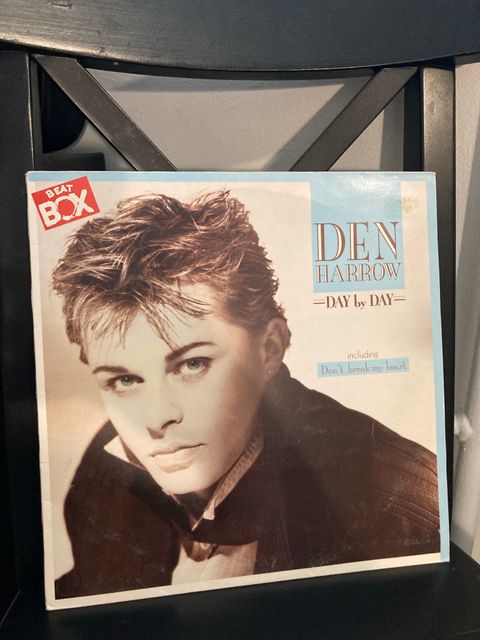 BEAT
BOX
DEN
HARROW
—DAY by DAY—
including
Don't break my heart